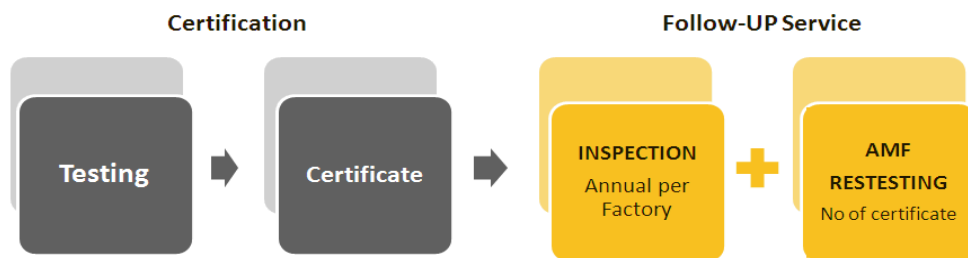 Certification
Follow-UP Service
Testing
Certificate
INSPECTION
Annual per
Factory
AMF
RESTESTING
No of certificate